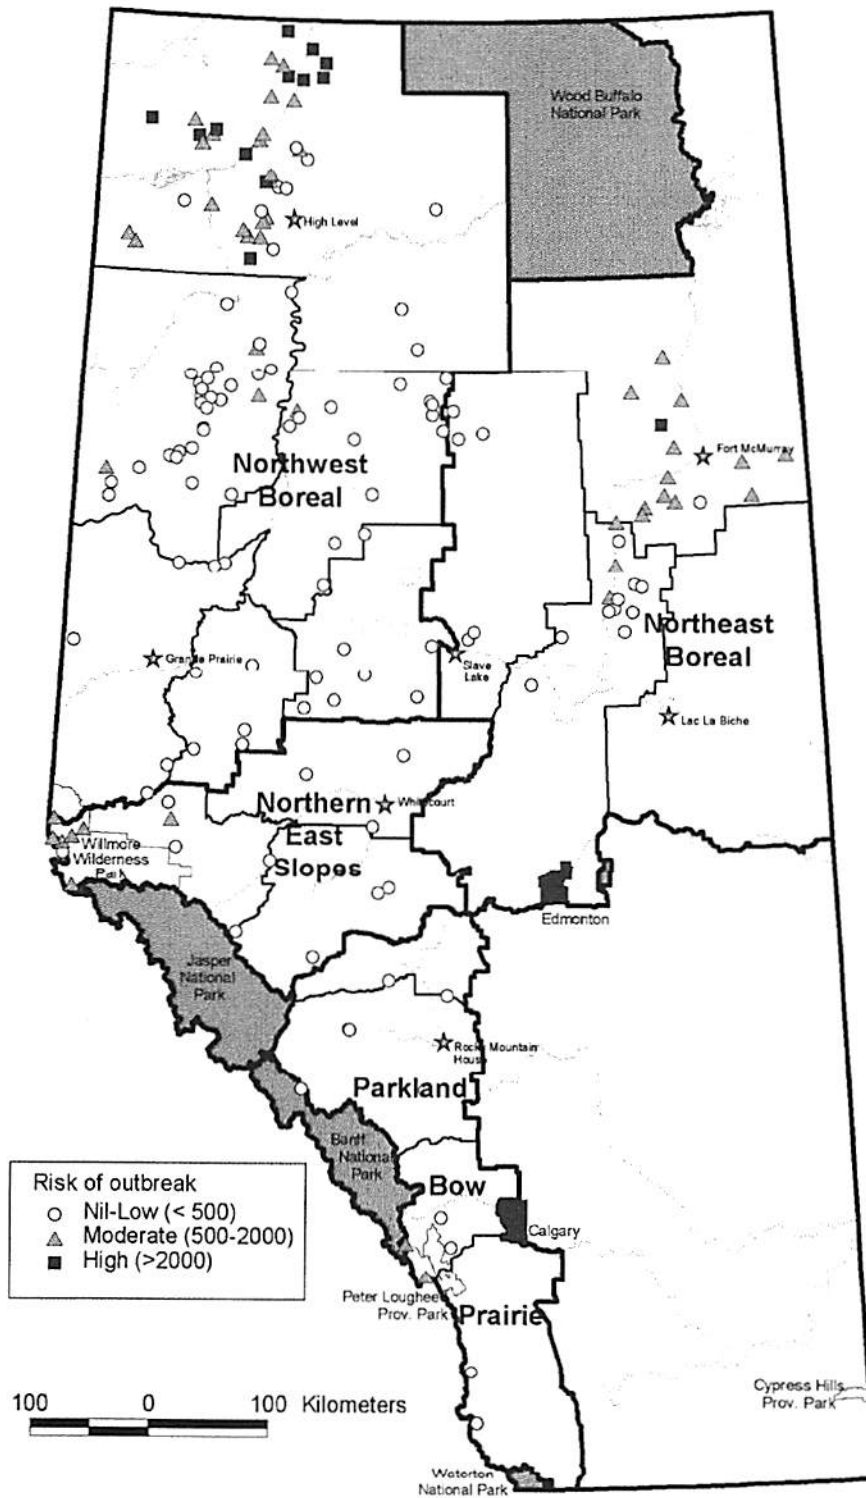 Wood Buffalo
National Park
High Level
Fort McMurray
Northwest
Boreal
Northeast
Boreal
Grande Prairie
Slave
Lake
Lac La Biche
Northern
East
Slopes
Whitecourt
Willmore
Wilderness
Park
Edmonton
Jasper
National
Park
Rocky Mountain
House
Parkland
Banff
National
Park
Bow
Calgary
Risk of outbreak
Nil-Low (< 500)
Moderate (500-2000)
High (>2000)
Peter Loughee
Prov. Park
Prairie
100 0 100 Kilometers
Cypress Hills
Prov. Park
Waterton
National Park